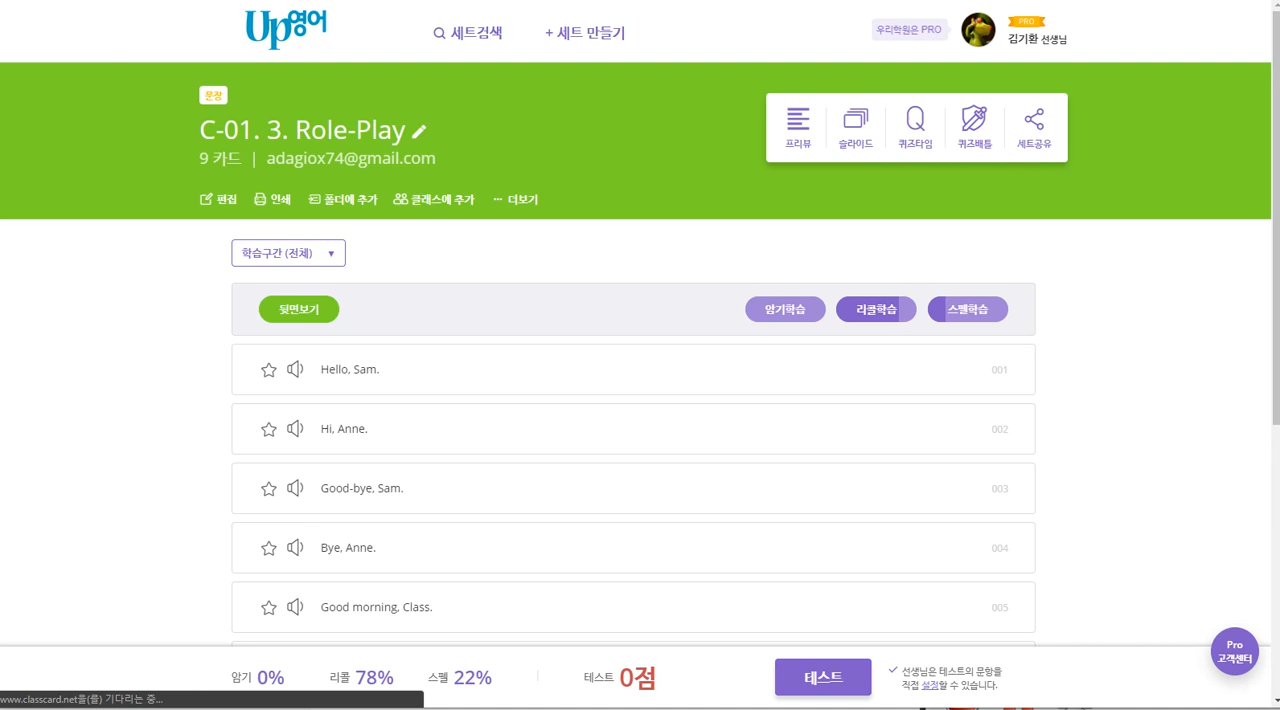 Up영어
세트검색
+ 세트 만들기
우리학원은 PRO
PRO
김기환 선생님
문장
C-01. 3. Role-Play
9 카드 | adagiox74@gmail.com
프리뷰
슬라이드
퀴즈타임
퀴즈배틀
세트공유
편집
인쇄
폴더에 추가
클래스에 추가
··· 더보기
학습구간 (전체) ▼
뒷면보기
암기학습
리콜학습
스펠학습
Hello, Sam. 001
Hi, Anne. 002
Good-bye, Sam. 003
Bye, Anne. 004
Good morning, Class. 005
Pro
고객센터
암기 0% 리콜 78% 스펠 22% 테스트 0점
테스트
선생님은 테스트의 문항을
직접 설정할 수 있습니다.
www.classcard.net을(를) 기다리는 중...